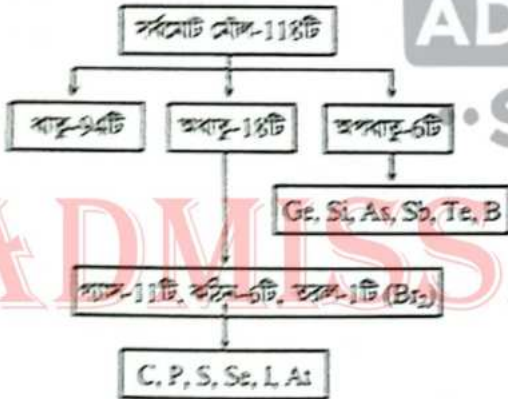 AD
সর্বমোট মৌল-118টি
ধাতু-94টি
অধাতু-18টি
অপধাতু-6টি
Ge, Si, As, Sb, Te, B
ADMISS
গ্যাস-11টি, কঠিন-6টি, তরল-1টি (Br₂)
C, P, S, Se, I, At